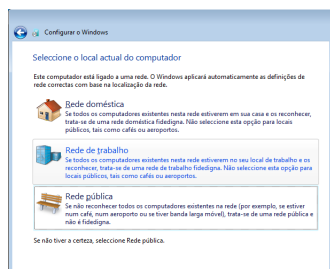 Configurar o Windows
Seleccione o local actual do computador
Este computador está ligado a uma rede. O Windows aplicará automaticamente as definições de
rede correctas com base na localização da rede.
Rede doméstica
Se todos os computadores existentes nesta rede estiverem em sua casa e os reconhecer,
trata-se de uma rede doméstica fidedigna. Não seleccione esta opção para locais
públicos, tais como cafés ou aeroportos.
Rede de trabalho
Se todos os computadores existentes nesta rede estiverem no seu local de trabalho e os
reconhecer, trata-se de uma rede de trabalho fidedigna. Não seleccione esta opção para
locais públicos, tais como cafés ou aeroportos.
Rede pública
Se não reconhecer todos os computadores existentes na rede (por exemplo, se estiver
num café, num aeroporto ou se tiver banda larga móvel), trata-se de uma rede pública e
não é fidedigna.
Se não tiver a certeza, seleccione Rede pública.